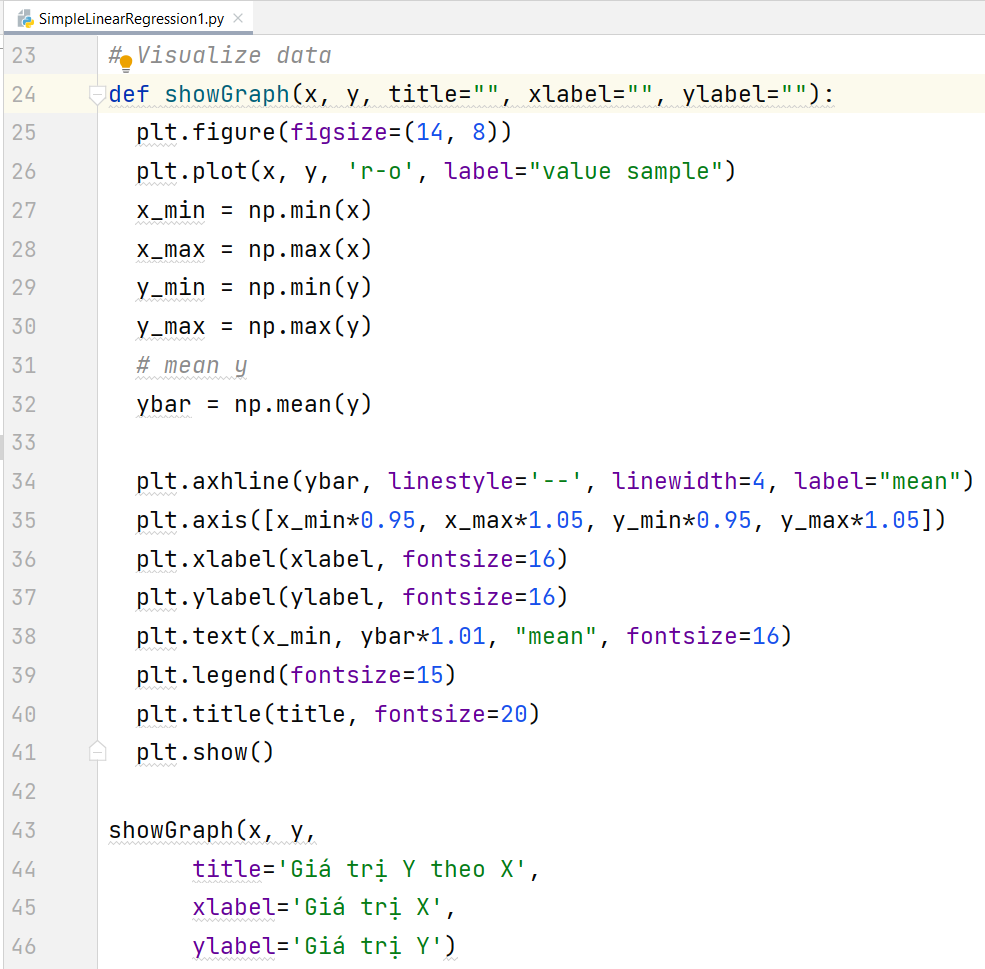 SimpleLinearRegression1.py
23 # Visualize data
24 def showGraph(x, y, title="", xlabel="", ylabel=""):
25   plt.figure(figsize=(14, 8))
26   plt.plot(x, y, 'r-o', label="value sample")
27   x_min = np.min(x)
28   x_max = np.max(x)
29   y_min = np.min(y)
30   y_max = np.max(y)
31   # mean y
32   ybar = np.mean(y)
33
34   plt.axhline(ybar, linestyle='--', linewidth=4, label="mean")
35   plt.axis([x_min*0.95, x_max*1.05, y_min*0.95, y_max*1.05])
36   plt.xlabel(xlabel, fontsize=16)
37   plt.ylabel(ylabel, fontsize=16)
38   plt.text(x_min, ybar*1.01, "mean", fontsize=16)
39   plt.legend(fontsize=15)
40   plt.title(title, fontsize=20)
41   plt.show()
42
43 showGraph(x, y,
44       title='Giá trị Y theo X',
45       xlabel='Giá trị X',
46       ylabel='Giá trị Y')